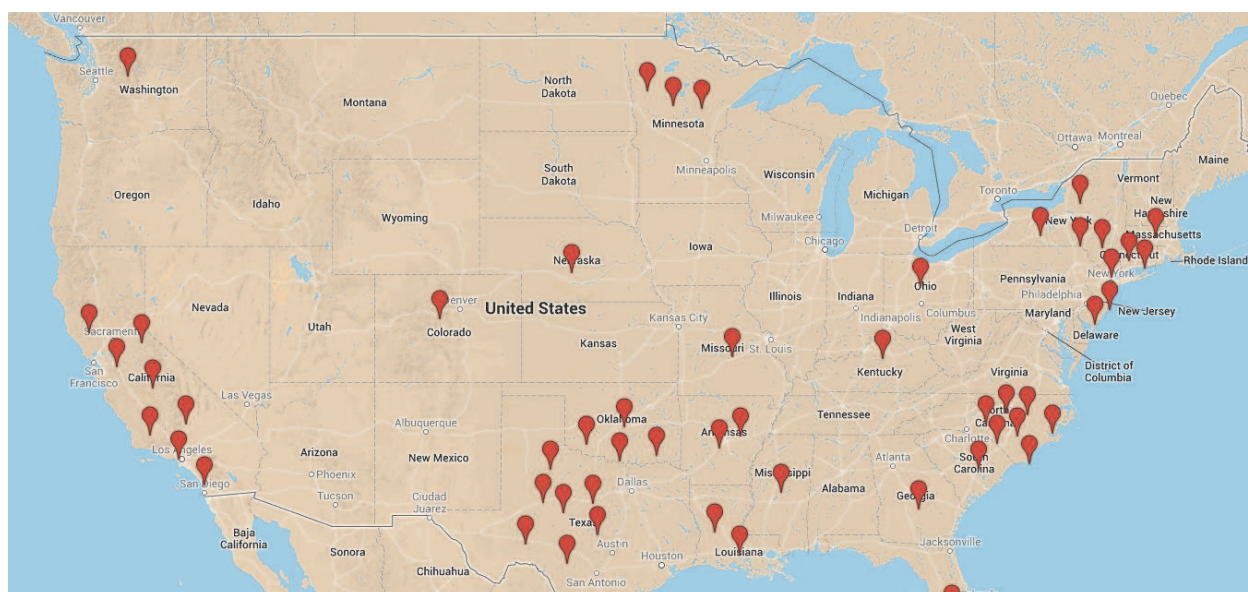 Vancouver
Seattle
Washington
Montana
North
Dakota
Minnesota
Quebec
Ottawa
Montreal
Maine
Oregon
Idaho
Wyoming
South
Dakota
Minneapolis
Wisconsin
Michigan
Toronto
Vermont
New
Hampshire
Milwaukee
Detroit
New York
Massachusetts
Iowa
Chicago
Connecticut
Rhode Island
Nebraska
Nevada
Utah
Denver
Colorado
United States
Illinois
Indiana
Ohio
Pennsylvania
New York
Philadelphia
Indianapolis
Columbus
Maryland
New Jersey
Sacramento
San
Francisco
California
Kansas City
Kansas
Missouri
St. Louis
West
Virginia
Delaware
Kentucky
Virginia
District of
Columbia
Las Vegas
Albuquerque
Oklahoma
Arkansas
Tennessee
North
Carolina
Charlotte
Los Angeles
Arizona
New Mexico
Phoenix
Dallas
Mississippi
Alabama
Atlanta
Georgia
South
Carolina
San Diego
Tucson
Ciudad
Juarez
Texas
Baja
California
Sonora
Chihuahua
Austin
Houston
San Antonio
Louisiana
Jacksonville